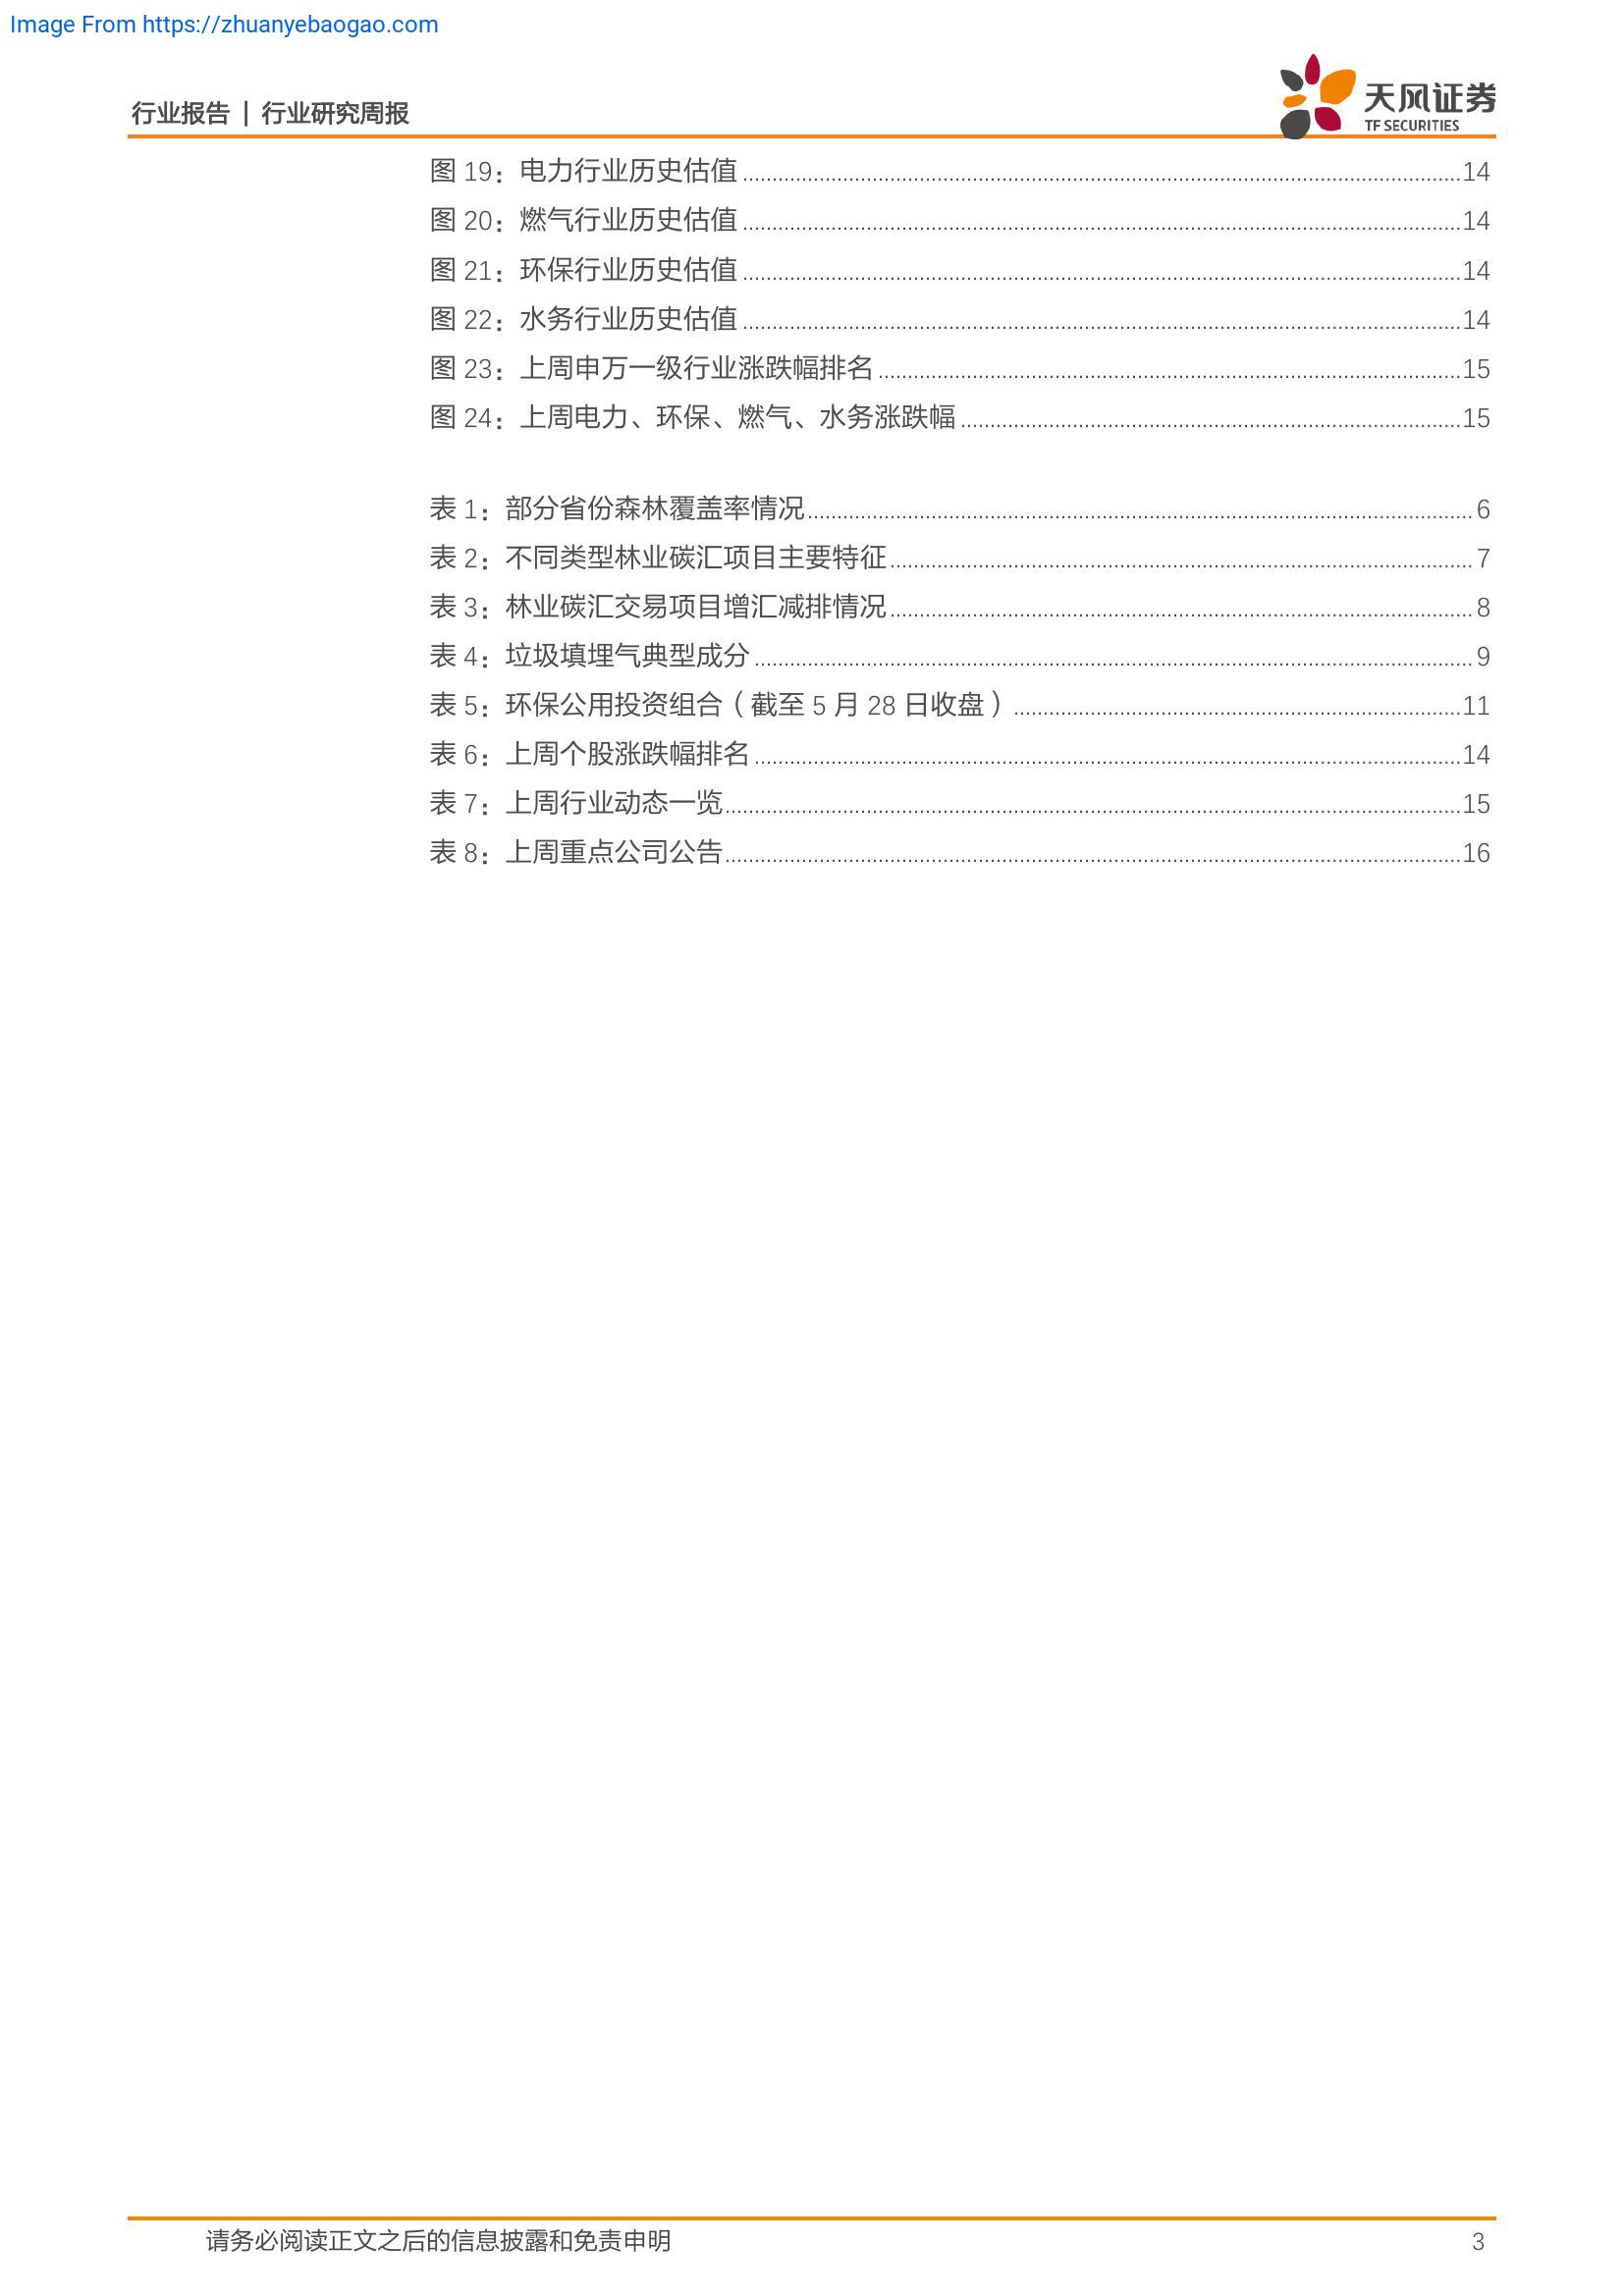 Image From https://zhuanyebaogao.com
行业报告 | 行业研究周报
天风证券
TF SECURITIES
图 19：电力行业历史估值 14
图 20：燃气行业历史估值 14
图 21：环保行业历史估值 14
图 22：水务行业历史估值 14
图 23：上周申万一级行业涨跌幅排名 15
图 24：上周电力、环保、燃气、水务涨跌幅 15
表 1：部分省份森林覆盖率情况 6
表 2：不同类型林业碳汇项目主要特征 7
表 3：林业碳汇交易项目增汇减排情况 8
表 4：垃圾填埋气典型成分 9
表 5：环保公用投资组合（截至 5 月 28 日收盘） 11
表 6：上周个股涨跌幅排名 14
表 7：上周行业动态一览 15
表 8：上周重点公司公告 16
请务必阅读正文之后的信息披露和免责申明 3